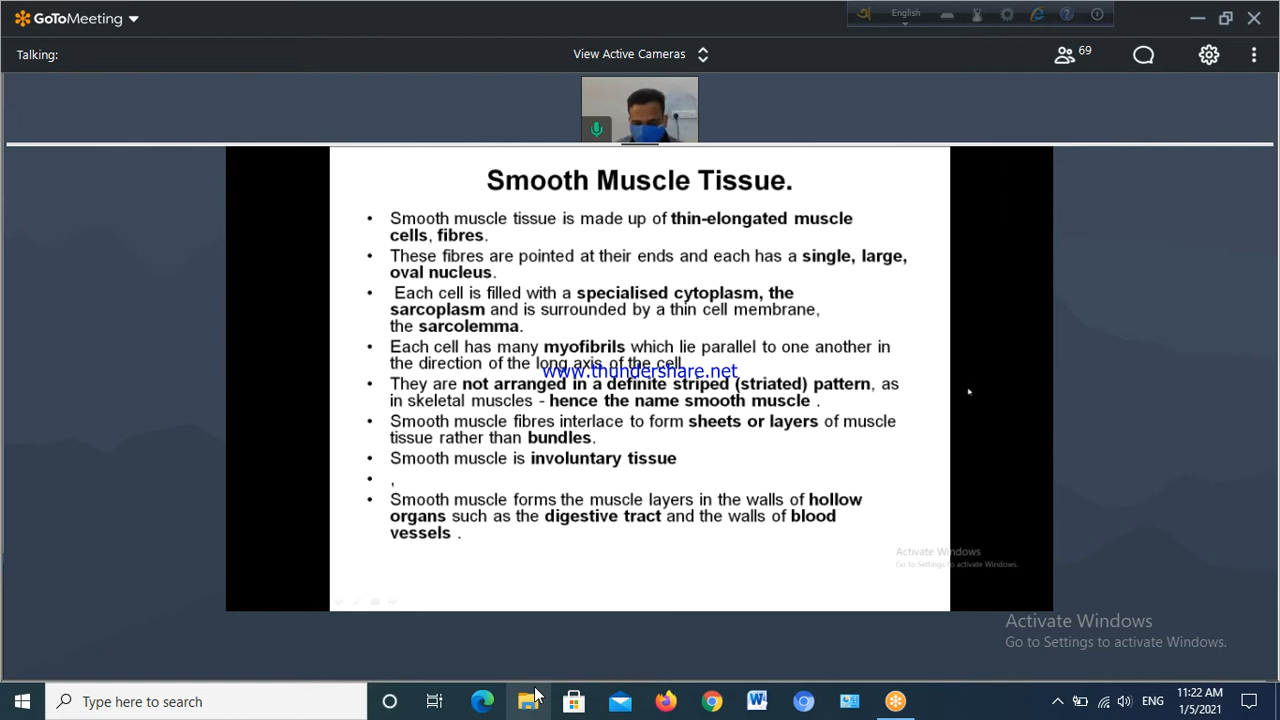 GoToMeeting
English
Talking:
View Active Cameras
69
Smooth Muscle Tissue.
• Smooth muscle tissue is made up of thin-elongated muscle
cells, fibres.
• These fibres are pointed at their ends and each has a single, large,
oval nucleus.
• Each cell is filled with a specialised cytoplasm, the
sarcoplasm and is surrounded by a thin cell membrane,
the sarcolemma.
• Each cell has many myofibrils which lie parallel to one another in
the direction of the long axis of the cell
www.thundershare.net
• They are not arranged in a definite striped (striated) pattern, as
in skeletal muscles - hence the name smooth muscle .
• Smooth muscle fibres interlace to form sheets or layers of muscle
tissue rather than bundles.
• Smooth muscle is involuntary tissue
• ,
• Smooth muscle forms the muscle layers in the walls of hollow
organs such as the digestive tract and the walls of blood
vessels .
Activate Windows
Go to Settings to activate Windows.
Activate Windows
Go to Settings to activate Windows.
Type here to search
ENG
11:22 AM
1/5/2021